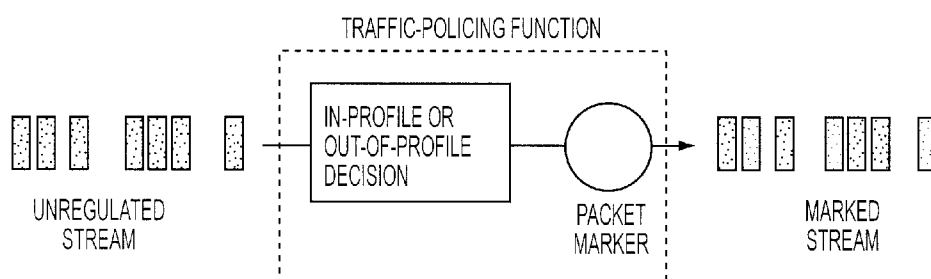 TRAFFIC-POLICING FUNCTION
IN-PROFILE OR
OUT-OF-PROFILE
DECISION
UNREGULATED
STREAM
PACKET
MARKER
MARKED
STREAM